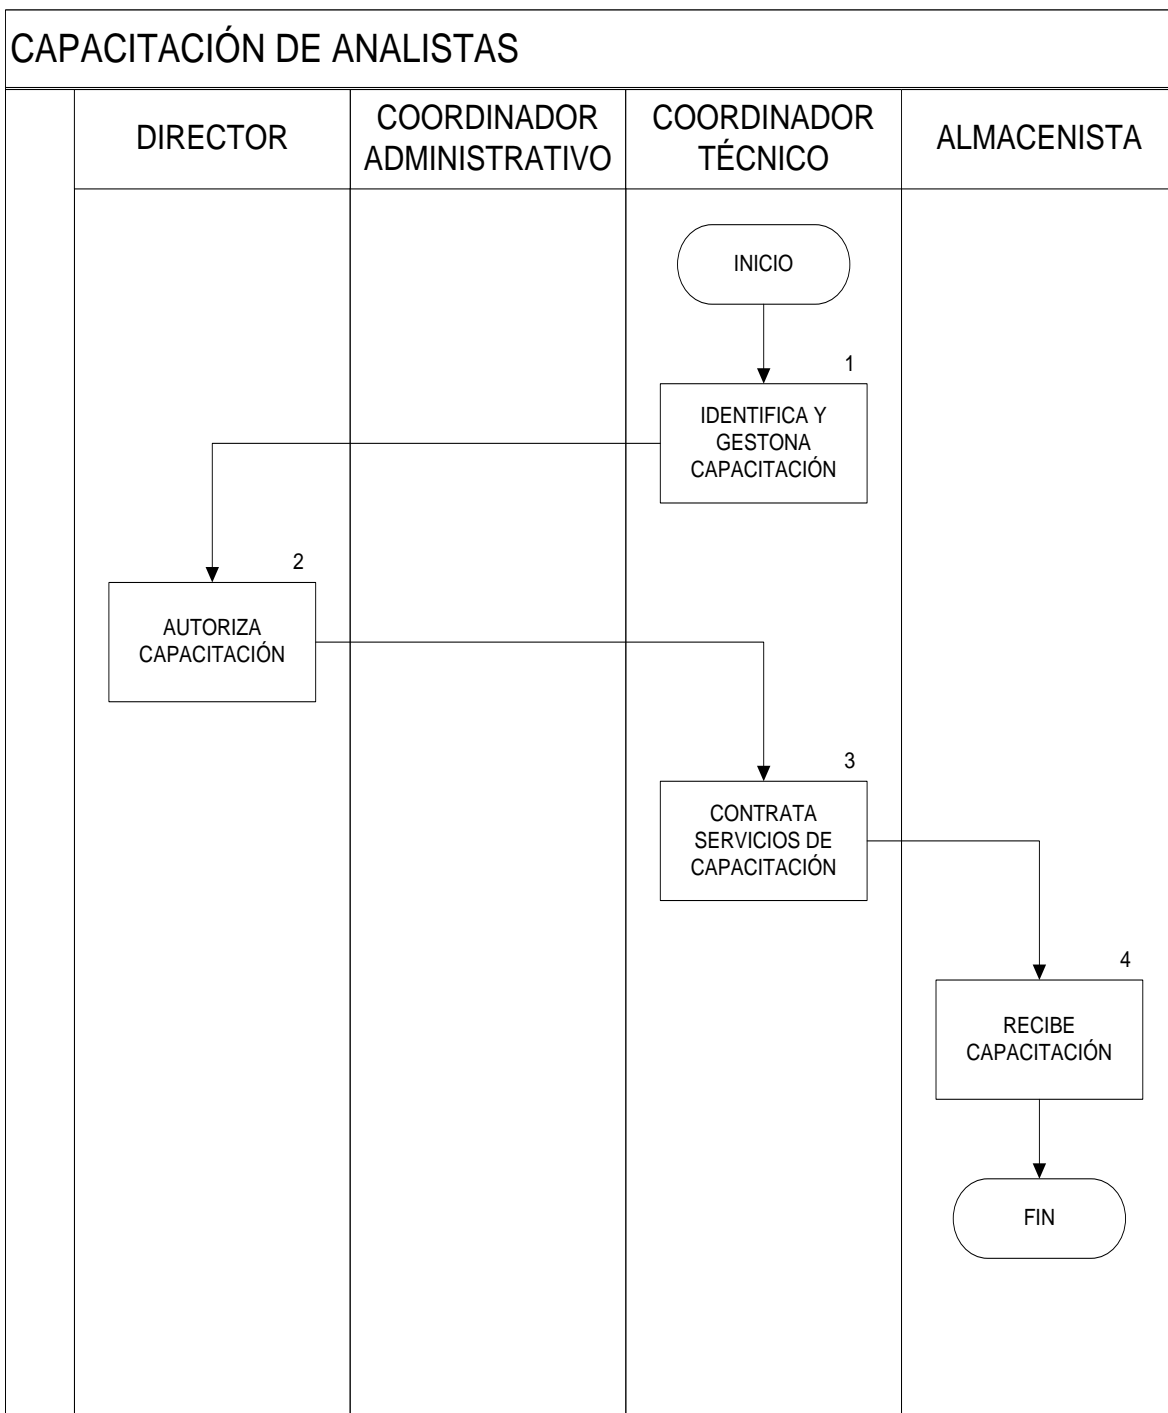 CAPACITACIÓN DE ANALISTAS
DIRECTOR
COORDINADOR
ADMINISTRATIVO
COORDINADOR
TÉCNICO
ALMACENISTA
INICIO
1
IDENTIFICA Y
GESTONA
CAPACITACIÓN
2
AUTORIZA
CAPACITACIÓN
3
CONTRATA
SERVICIOS DE
CAPACITACIÓN
4
RECIBE
CAPACITACIÓN
FIN